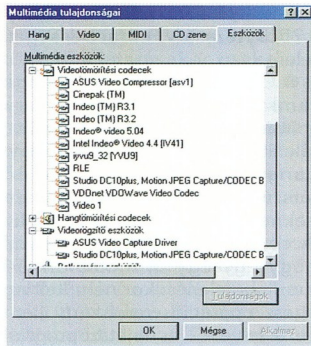 Multimédia tulajdonságai
Hang Video MIDI CD zene Eszközök
Multimédia eszközök:
Videotömörítési codecek
ASUS Video Compressor [asv1]
Cinepak (TM)
Indeo (TM) R3.1
Indeo (TM) R3.2
Indeo® video 5.04
Intel Indeo® Video 4.4 [IV41]
iyvu9_32 [YVU9]
RLE
Studio DC10plus, Motion JPEG Capture/CODEC B
VDOnet VDOWave Video Codec
Video 1
Hangtömörítési codecek
Videorögzítő eszközök
ASUS Video Capture Driver
Studio DC10plus, Motion JPEG Capture/CODEC B
Tulajdonságok
OK Mégse Alkalmaz